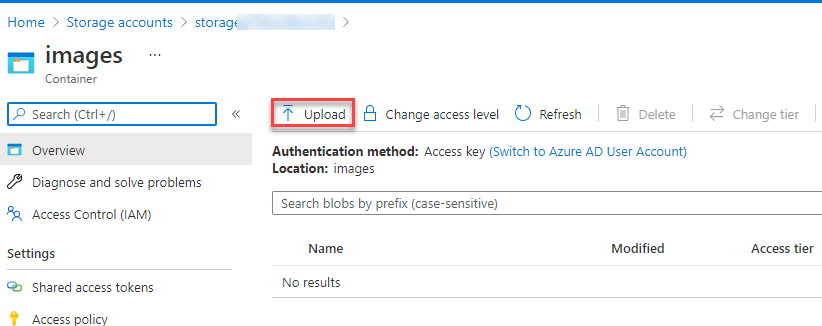 Home > Storage accounts > storage >
images ...
Container
Search (Ctrl+/) «
Upload Change access level Refresh Delete Change tier
Overview
Diagnose and solve problems
Access Control (IAM)
Settings
Shared access tokens
Access policy
Authentication method: Access key (Switch to Azure AD User Account)
Location: images
Search blobs by prefix (case-sensitive)
Name Modified Access tier
No results